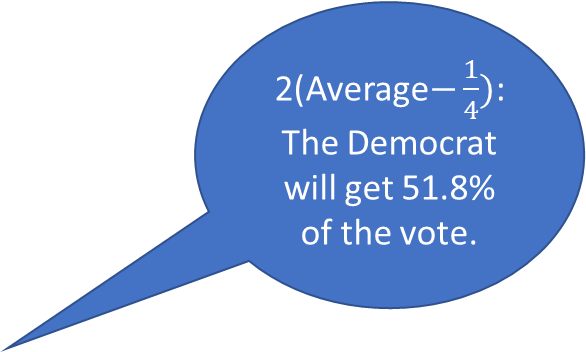 2(Average−1/4):
The Democrat
will get 51.8%
of the vote.